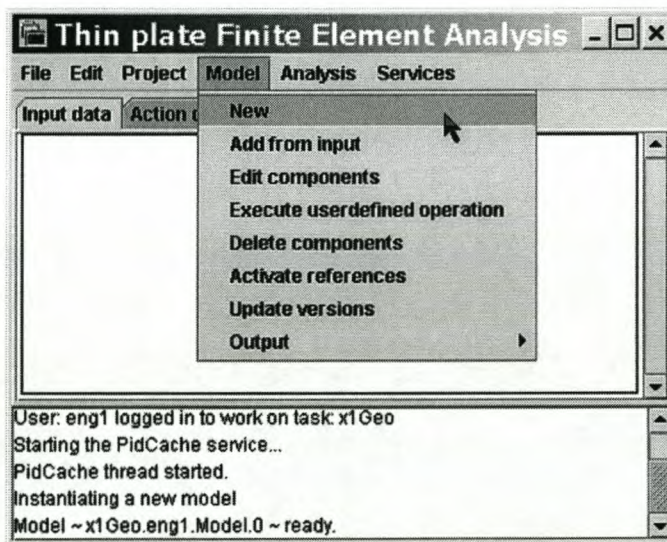 Thin plate Finite Element Analysis
File Edit Project Model Analysis Services
Input data Action
New
Add from input
Edit components
Execute userdefined operation
Delete components
Activate references
Update versions
Output
User: eng1 logged in to work on task: x1Geo
Starting the PidCache service...
PidCache thread started.
Instantiating a new model
Model ~ x1Geo.eng1.Model.0 ~ ready.